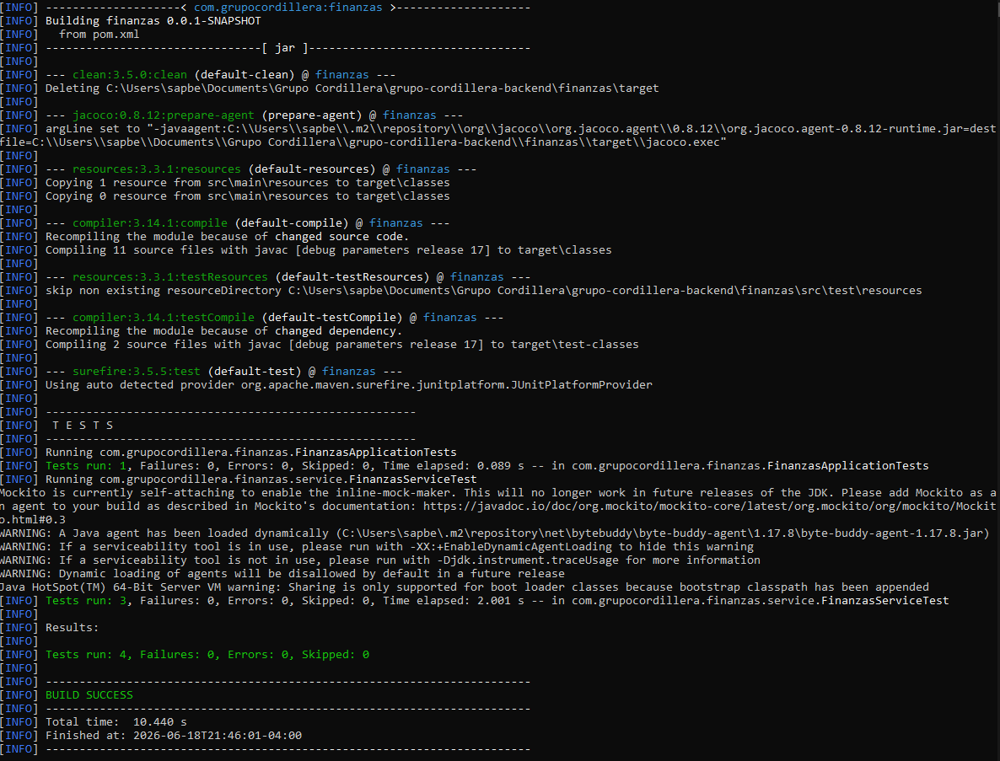 [INFO] --------------------< com.grupocordillera:finanzas >--------------------
[INFO] Building finanzas 0.0.1-SNAPSHOT
[INFO]   from pom.xml
[INFO] --------------------------------[ jar ]---------------------------------
[INFO]
[INFO] --- clean:3.5.0:clean (default-clean) @ finanzas ---
[INFO] Deleting C:\Users\sapbe\Documents\Grupo Cordillera\grupo-cordillera-backend\finanzas\target
[INFO]
[INFO] --- jacoco:0.8.12:prepare-agent (prepare-agent) @ finanzas ---
[INFO] argLine set to "-javaagent:C:\\Users\\sapbe\\.m2\\repository\\org\\jacoco\\org.jacoco.agent\\0.8.12\\org.jacoco.agent-0.8.12-runtime.jar=dest
file=C:\\Users\\sapbe\\Documents\\Grupo Cordillera\\grupo-cordillera-backend\\finanzas\\target\\jacoco.exec"
[INFO]
[INFO] --- resources:3.3.1:resources (default-resources) @ finanzas ---
[INFO] Copying 1 resource from src\main\resources to target\classes
[INFO] Copying 0 resource from src\main\resources to target\classes
[INFO]
[INFO] --- compiler:3.14.1:compile (default-compile) @ finanzas ---
[INFO] Recompiling the module because of changed source code.
[INFO] Compiling 11 source files with javac [debug parameters release 17] to target\classes
[INFO]
[INFO] --- resources:3.3.1:testResources (default-testResources) @ finanzas ---
[INFO] skip non existing resourceDirectory C:\Users\sapbe\Documents\Grupo Cordillera\grupo-cordillera-backend\finanzas\src\test\resources
[INFO]
[INFO] --- compiler:3.14.1:testCompile (default-testCompile) @ finanzas ---
[INFO] Recompiling the module because of changed dependency.
[INFO] Compiling 2 source files with javac [debug parameters release 17] to target\test-classes
[INFO]
[INFO] --- surefire:3.5.5:test (default-test) @ finanzas ---
[INFO] Using auto detected provider org.apache.maven.surefire.junitplatform.JUnitPlatformProvider
[INFO]
[INFO] -------------------------------------------------------
[INFO]  T E S T S
[INFO] -------------------------------------------------------
[INFO] Running com.grupocordillera.finanzas.FinanzasApplicationTests
[INFO] Tests run: 1, Failures: 0, Errors: 0, Skipped: 0, Time elapsed: 0.089 s -- in com.grupocordillera.finanzas.FinanzasApplicationTests
[INFO] Running com.grupocordillera.finanzas.service.FinanzasServiceTest
Mockito is currently self-attaching to enable the inline-mock-maker. This will no longer work in future releases of the JDK. Please add Mockito as a
n agent to your build as described in Mockito's documentation: https://javadoc.io/doc/org.mockito/mockito-core/latest/org.mockito/org/mockito/Mockit
o.html#0.3
WARNING: A Java agent has been loaded dynamically (C:\Users\sapbe\.m2\repository\net\bytebuddy\byte-buddy-agent\1.17.8\byte-buddy-agent-1.17.8.jar)
WARNING: If a serviceability tool is in use, please run with -XX:+EnableDynamicAgentLoading to hide this warning
WARNING: If a serviceability tool is not in use, please run with -Djdk.instrument.traceUsage for more information
WARNING: Dynamic loading of agents will be disallowed by default in a future release
Java HotSpot(TM) 64-Bit Server VM warning: Sharing is only supported for boot loader classes because bootstrap classpath has been appended
[INFO] Tests run: 3, Failures: 0, Errors: 0, Skipped: 0, Time elapsed: 2.001 s -- in com.grupocordillera.finanzas.service.FinanzasServiceTest
[INFO]
[INFO] Results:
[INFO]
[INFO] Tests run: 4, Failures: 0, Errors: 0, Skipped: 0
[INFO]
[INFO] ------------------------------------------------------------------------
[INFO] BUILD SUCCESS
[INFO] ------------------------------------------------------------------------
[INFO] Total time:  10.440 s
[INFO] Finished at: 2026-06-18T21:46:01-04:00
[INFO] ------------------------------------------------------------------------